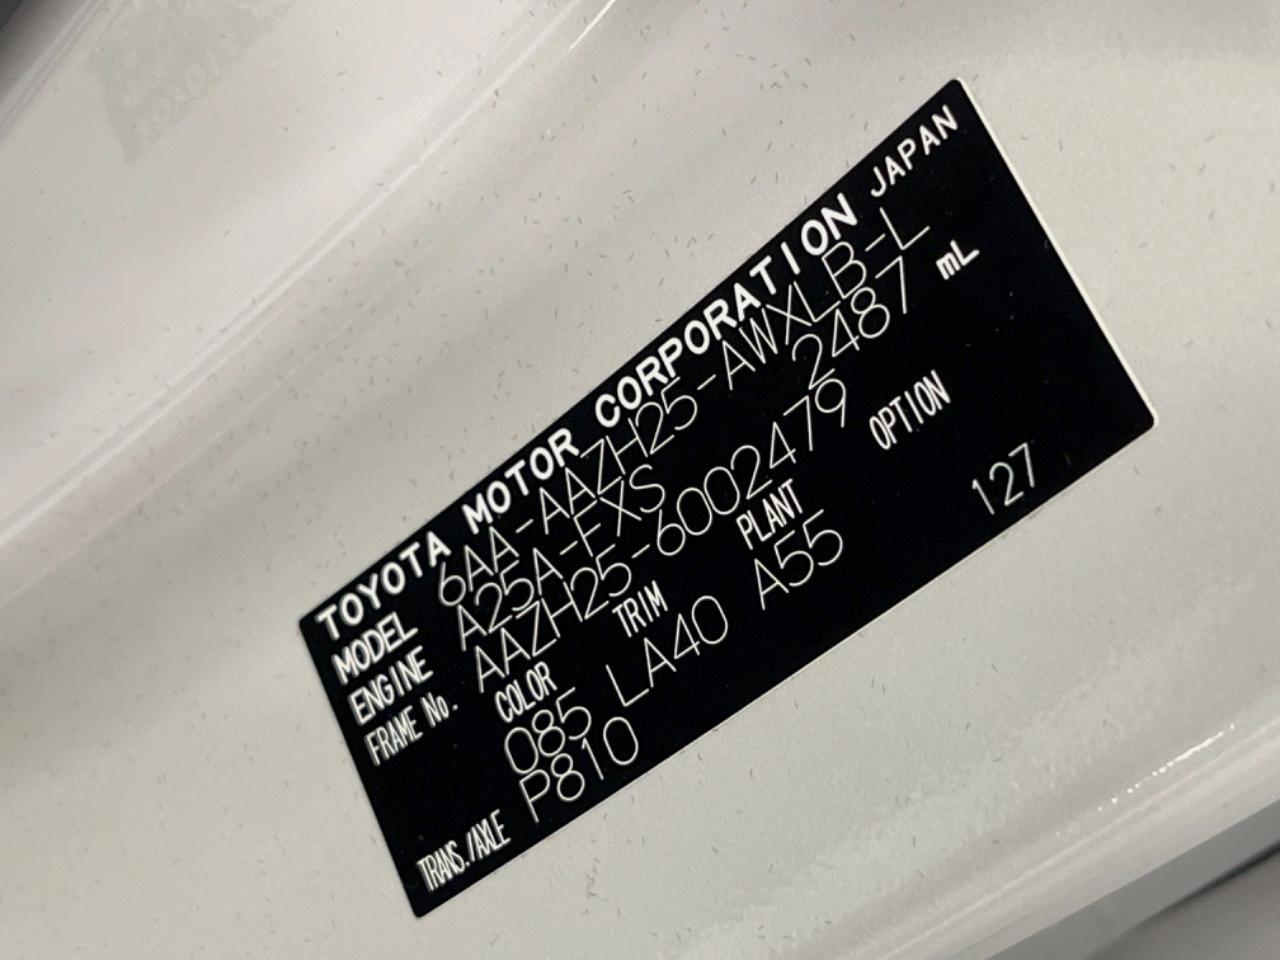 TOYOTA MOTOR CORPORATION JAPAN
MODEL 6AA-AAZH25-AWXLB-L
ENGINE A25A-FXS 2487 mL
FRAME No. AAZH25-6002479
COLOR TRIM PLANT OPTION
085 LA40 A55 127
TRANS./AXLE P810